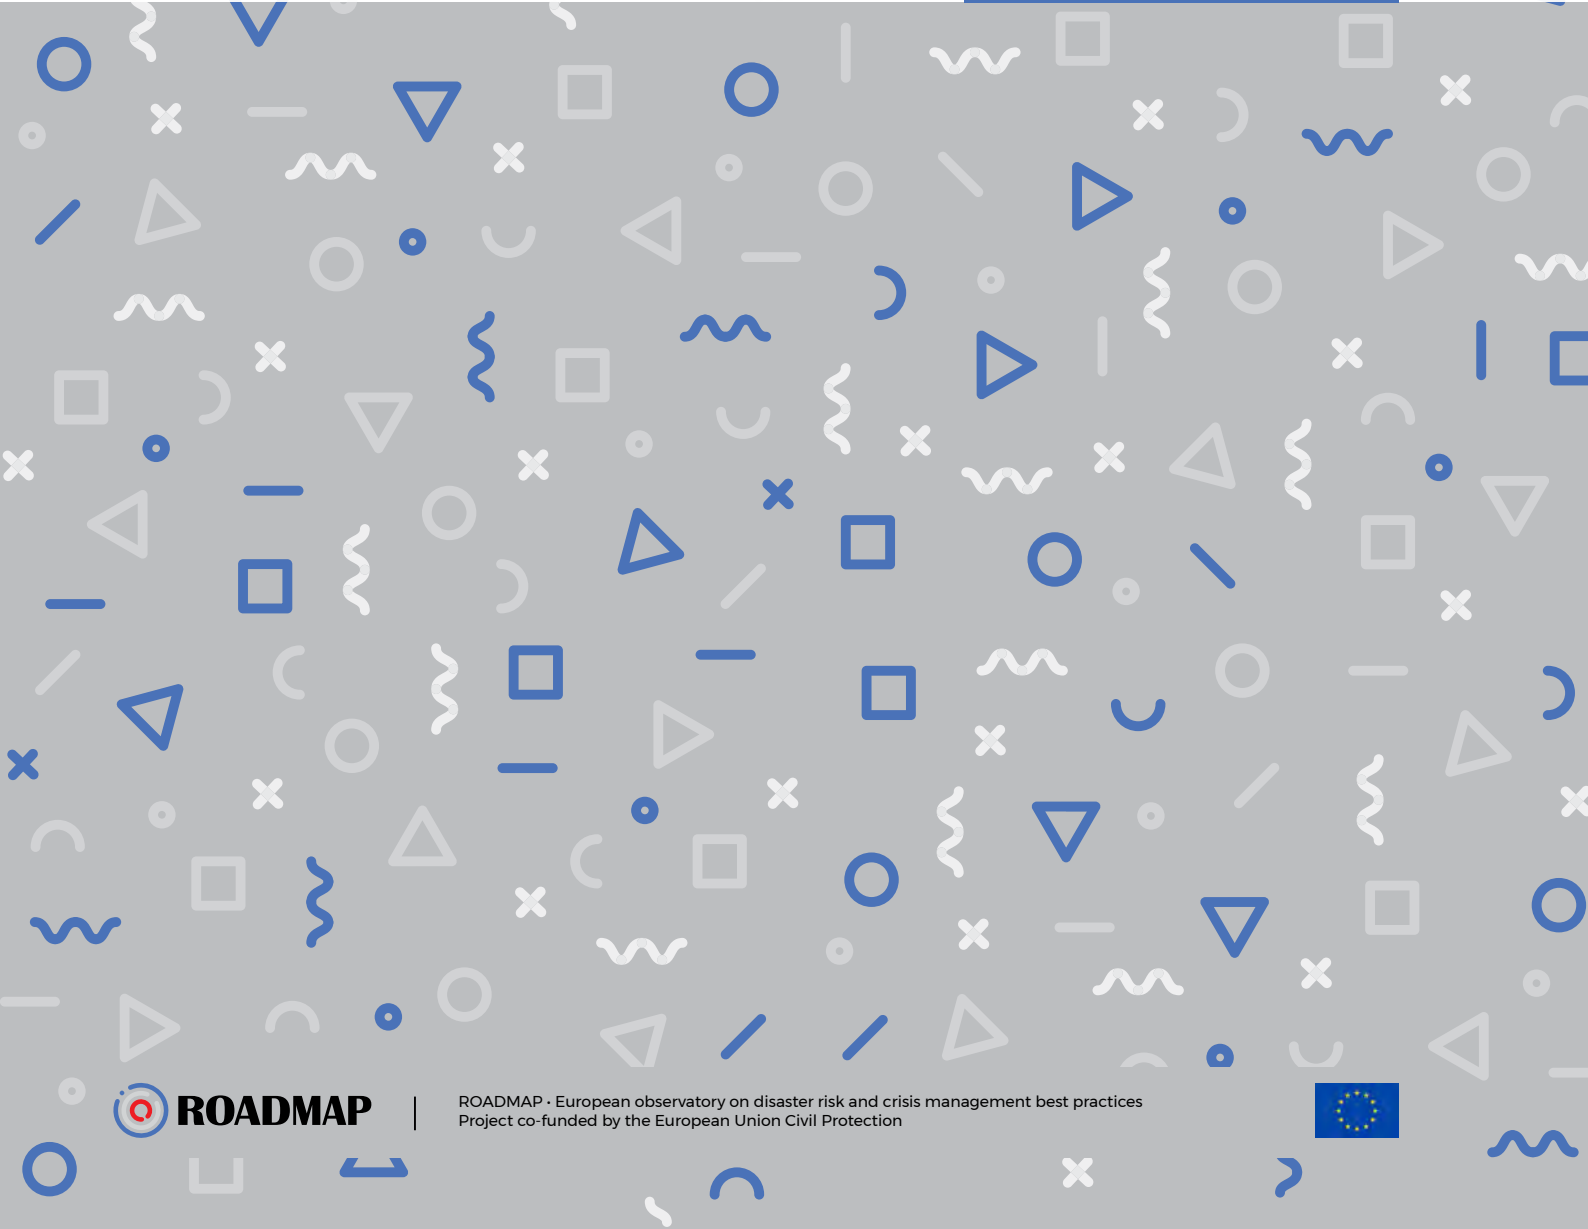 ROADMAP
ROADMAP • European observatory on disaster risk and crisis management best practices
Project co-funded by the European Union Civil Protection